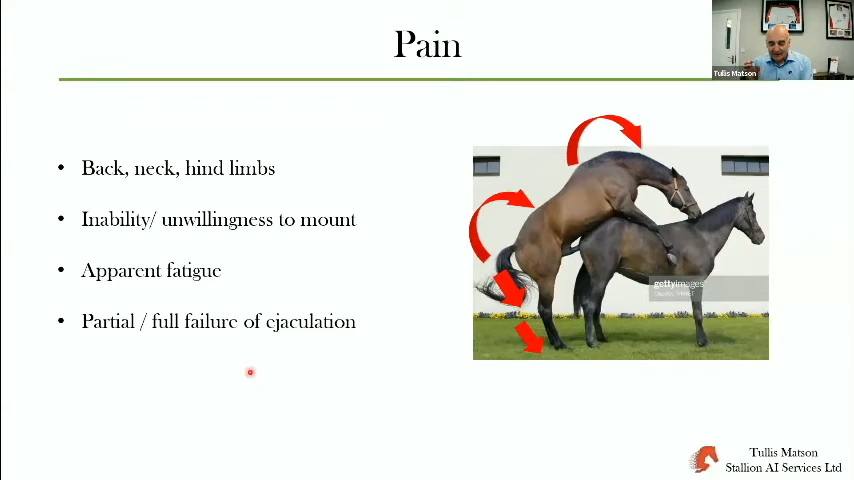 Pain
Tullis Matson
• Back, neck, hind limbs
• Inability/ unwillingness to mount
• Apparent fatigue
• Partial / full failure of ejaculation
gettyimages
Tullis Matson
Stallion AI Services Ltd